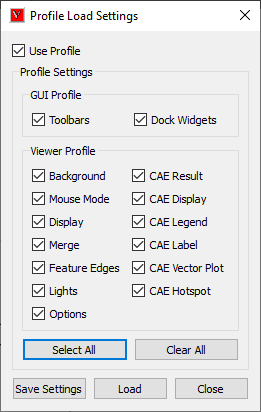 Profile Load Settings
Use Profile
Profile Settings
GUI Profile
Toolbars Dock Widgets
Viewer Profile
Background CAE Result
Mouse Mode CAE Display
Display CAE Legend
Merge CAE Label
Feature Edges CAE Vector Plot
Lights CAE Hotspot
Options
Select All Clear All
Save Settings Load Close